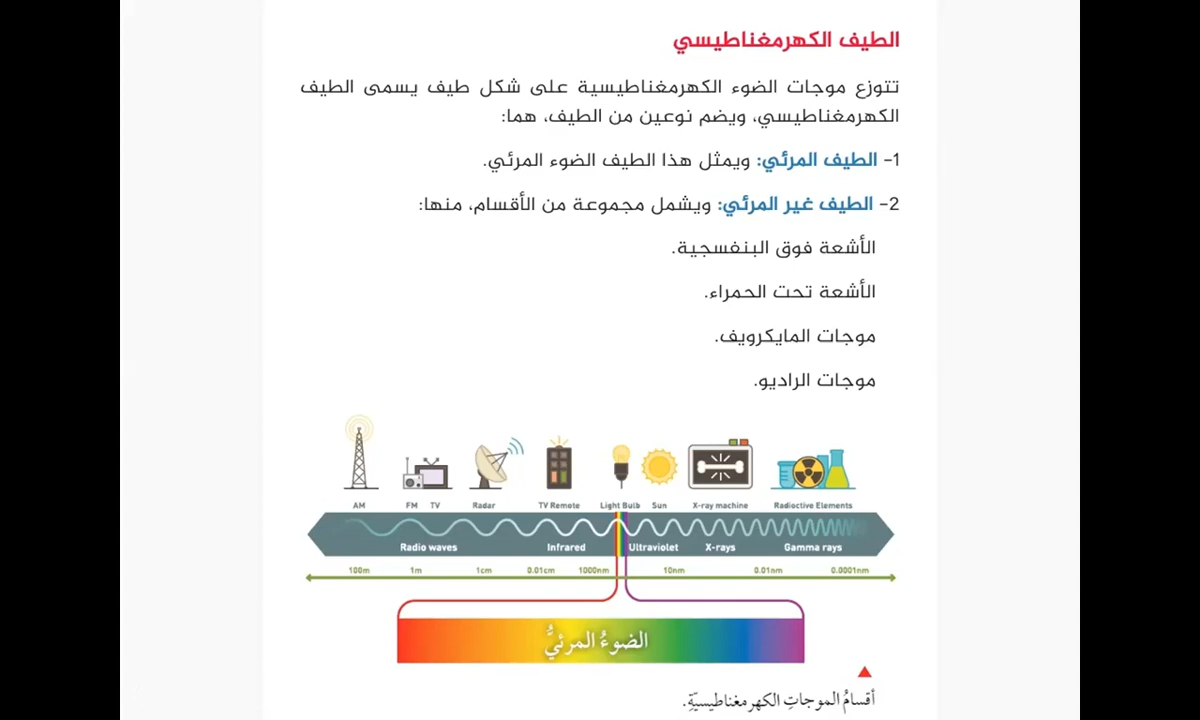 الطيف الكهرمغناطيسي
تتوزع موجات الضوء الكهرمغناطيسية على شكل طيف يسمى الطيف
الكهرمغناطيسي، ويضم نوعين من الطيف، هما:
1- الطيف المرئي: ويمثل هذا الطيف الضوء المرئي.
2- الطيف غير المرئي: ويشمل مجموعة من الأقسام، منها:
الأشعة فوق البنفسجية.
الأشعة تحت الحمراء.
موجات المايكرويف.
موجات الراديو.
AM FM TV Radar TV Remote Light Bulb Sun X-ray machine Radioctive Elements
Radio waves Infrared Ultraviolet X-rays Gamma rays
100m 1m 1cm 0.01cm 1000nm 10nm 0.01nm 0.0001nm
الضوءُ المرئيُّ
أقسامُ الموجاتِ الكهرمغناطيسيّةِ.